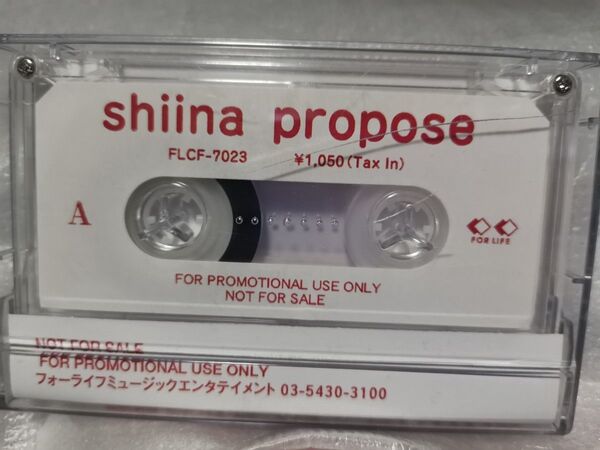 shiina propose
FLCF-7023 ¥1,050(Tax In)
A
FOR LIFE
FOR PROMOTIONAL USE ONLY
NOT FOR SALE
NOT FOR SALE
FOR PROMOTIONAL USE ONLY
フォーライフミュージックエンタテイメント 03-5430-3100